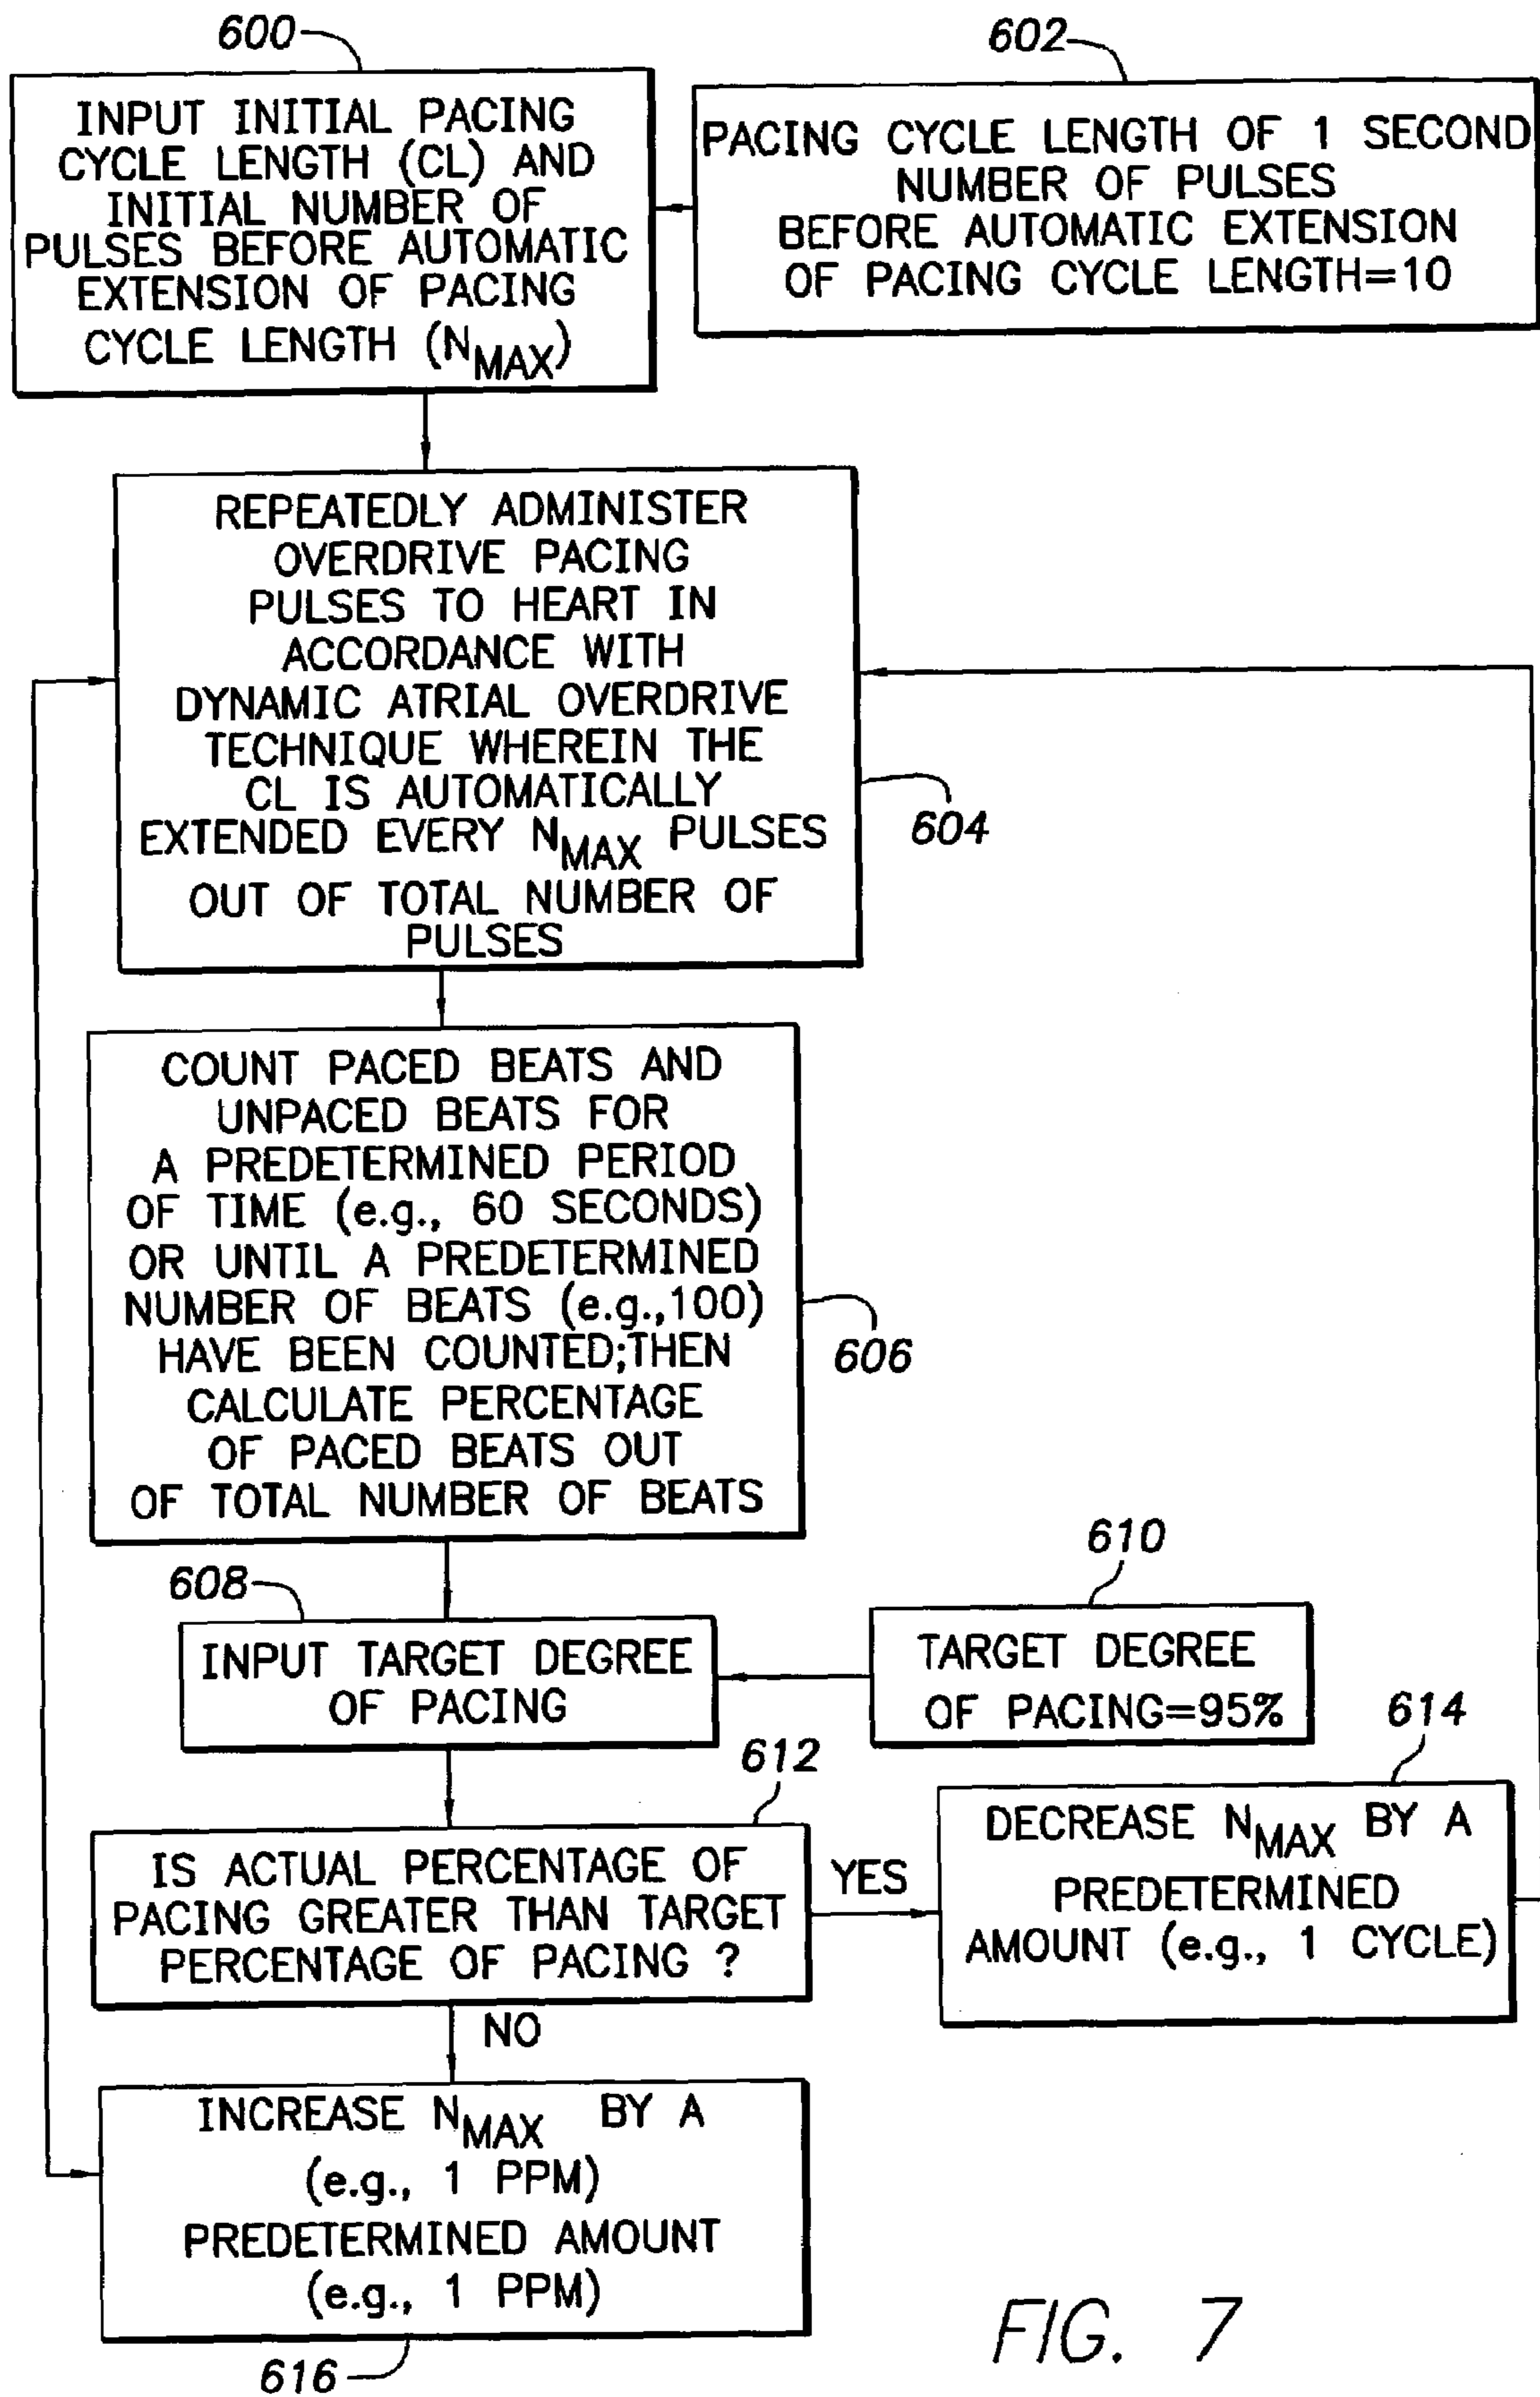 600
INPUT INITIAL PACING
CYCLE LENGTH (CL) AND
INITIAL NUMBER OF
PULSES BEFORE AUTOMATIC
EXTENSION OF PACING
CYCLE LENGTH (NMAX)
602
PACING CYCLE LENGTH OF 1 SECOND
NUMBER OF PULSES
BEFORE AUTOMATIC EXTENSION
OF PACING CYCLE LENGTH=10
REPEATEDLY ADMINISTER
OVERDRIVE PACING
PULSES TO HEART IN
ACCORDANCE WITH
DYNAMIC ATRIAL OVERDRIVE
TECHNIQUE WHEREIN THE
CL IS AUTOMATICALLY
EXTENDED EVERY NMAX PULSES
OUT OF TOTAL NUMBER OF
PULSES
604
COUNT PACED BEATS AND
UNPACED BEATS FOR
A PREDETERMINED PERIOD
OF TIME (e.g., 60 SECONDS)
OR UNTIL A PREDETERMINED
NUMBER OF BEATS (e.g.,100)
HAVE BEEN COUNTED;THEN
CALCULATE PERCENTAGE
OF PACED BEATS OUT
OF TOTAL NUMBER OF BEATS
606
608
INPUT TARGET DEGREE
OF PACING
610
TARGET DEGREE
OF PACING=95%
612
IS ACTUAL PERCENTAGE OF
PACING GREATER THAN TARGET
PERCENTAGE OF PACING ?
YES
614
DECREASE NMAX BY A
PREDETERMINED
AMOUNT (e.g., 1 CYCLE)
NO
INCREASE NMAX BY A
(e.g., 1 PPM)
PREDETERMINED AMOUNT
(e.g., 1 PPM)
616
FIG. 7